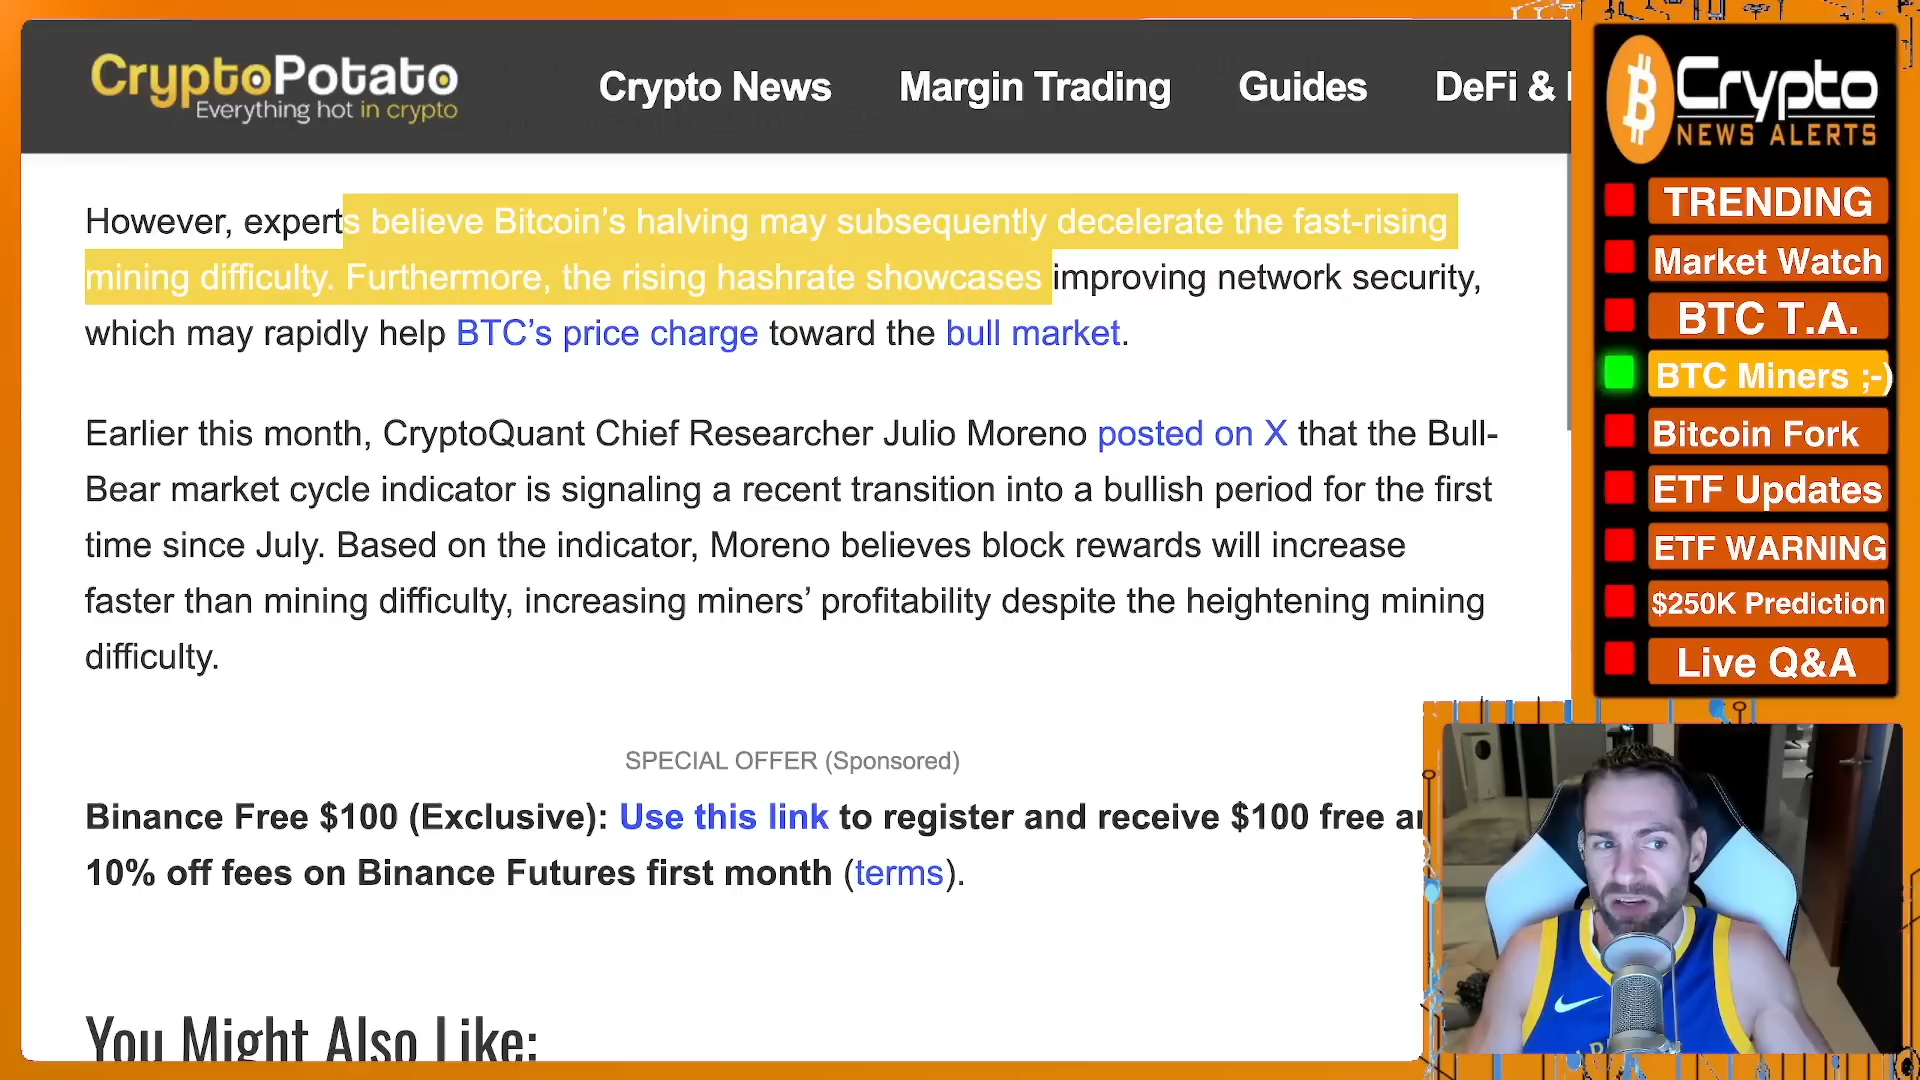 CryptoPotato
Everything hot in crypto
Crypto News
Margin Trading
Guides
DeFi &
However, experts believe Bitcoin’s halving may subsequently decelerate the fast-rising
mining difficulty. Furthermore, the rising hashrate showcases improving network security,
which may rapidly help BTC’s price charge toward the bull market.
Earlier this month, CryptoQuant Chief Researcher Julio Moreno posted on X that the Bull-
Bear market cycle indicator is signaling a recent transition into a bullish period for the first
time since July. Based on the indicator, Moreno believes block rewards will increase
faster than mining difficulty, increasing miners’ profitability despite the heightening mining
difficulty.
SPECIAL OFFER (Sponsored)
Binance Free $100 (Exclusive): Use this link to register and receive $100 free
10% off fees on Binance Futures first month (terms).
You Might Also Like:
Crypto
NEWS ALERTS
TRENDING
Market Watch
BTC T.A.
BTC Miners ;-)
Bitcoin Fork
ETF Updates
ETF WARNING
$250K Prediction
Live Q&A